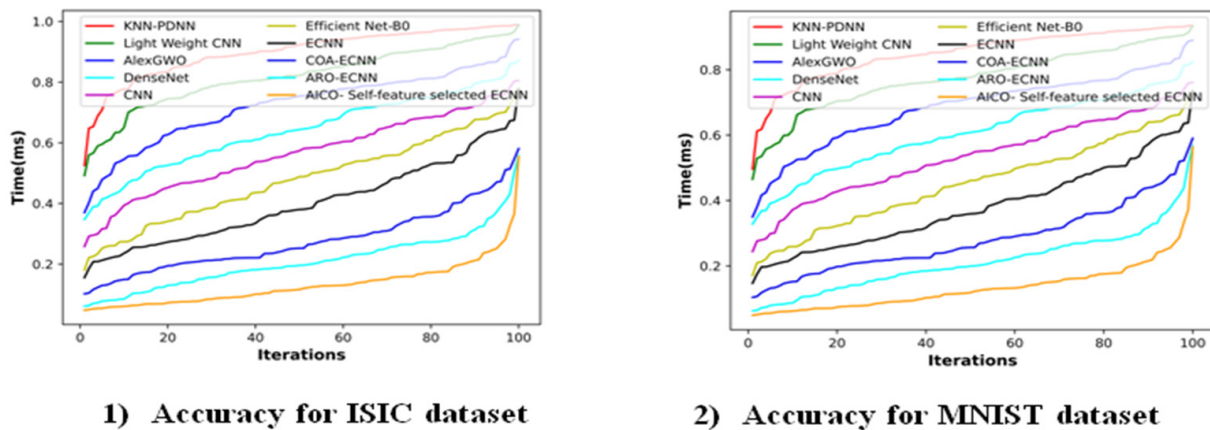 KNN-PDNN
Light Weight CNN
AlexGWO
DenseNet
CNN
Efficient Net-B0
ECNN
COA-ECNN
ARO-ECNN
AICO- Self-feature selected ECNN
Time(ms)
1.0
0.8
0.6
0.4
0.2
0 20 40 60 80 100
Iterations
1) Accuracy for ISIC dataset
KNN-PDNN
Light Weight CNN
AlexGWO
DenseNet
CNN
Efficient Net-B0
ECNN
COA-ECNN
ARO-ECNN
AICO- Self-feature selected ECNN
Time(ms)
0.8
0.6
0.4
0.2
0 20 40 60 80 100
Iterations
2) Accuracy for MNIST dataset